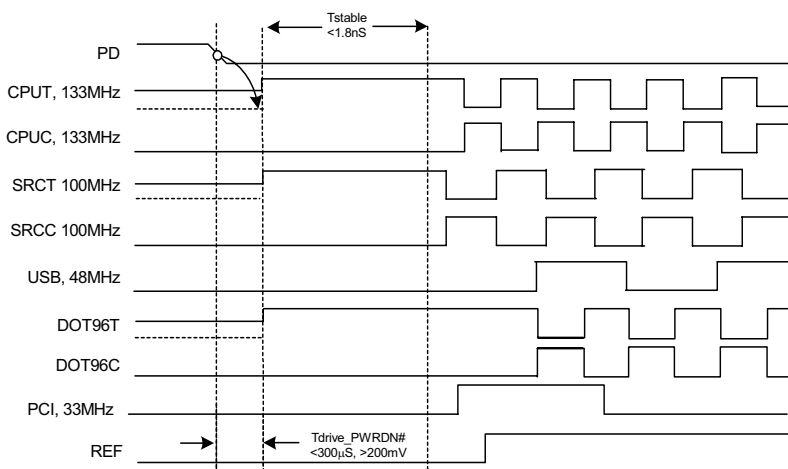 Tstable
<1.8nS
PD
CPUT, 133MHz
CPUC, 133MHz
SRCT 100MHz
SRCC 100MHz
USB, 48MHz
DOT96T
DOT96C
PCI, 33MHz
Tdrive_PWRDN#
<300µS, >200mV
REF